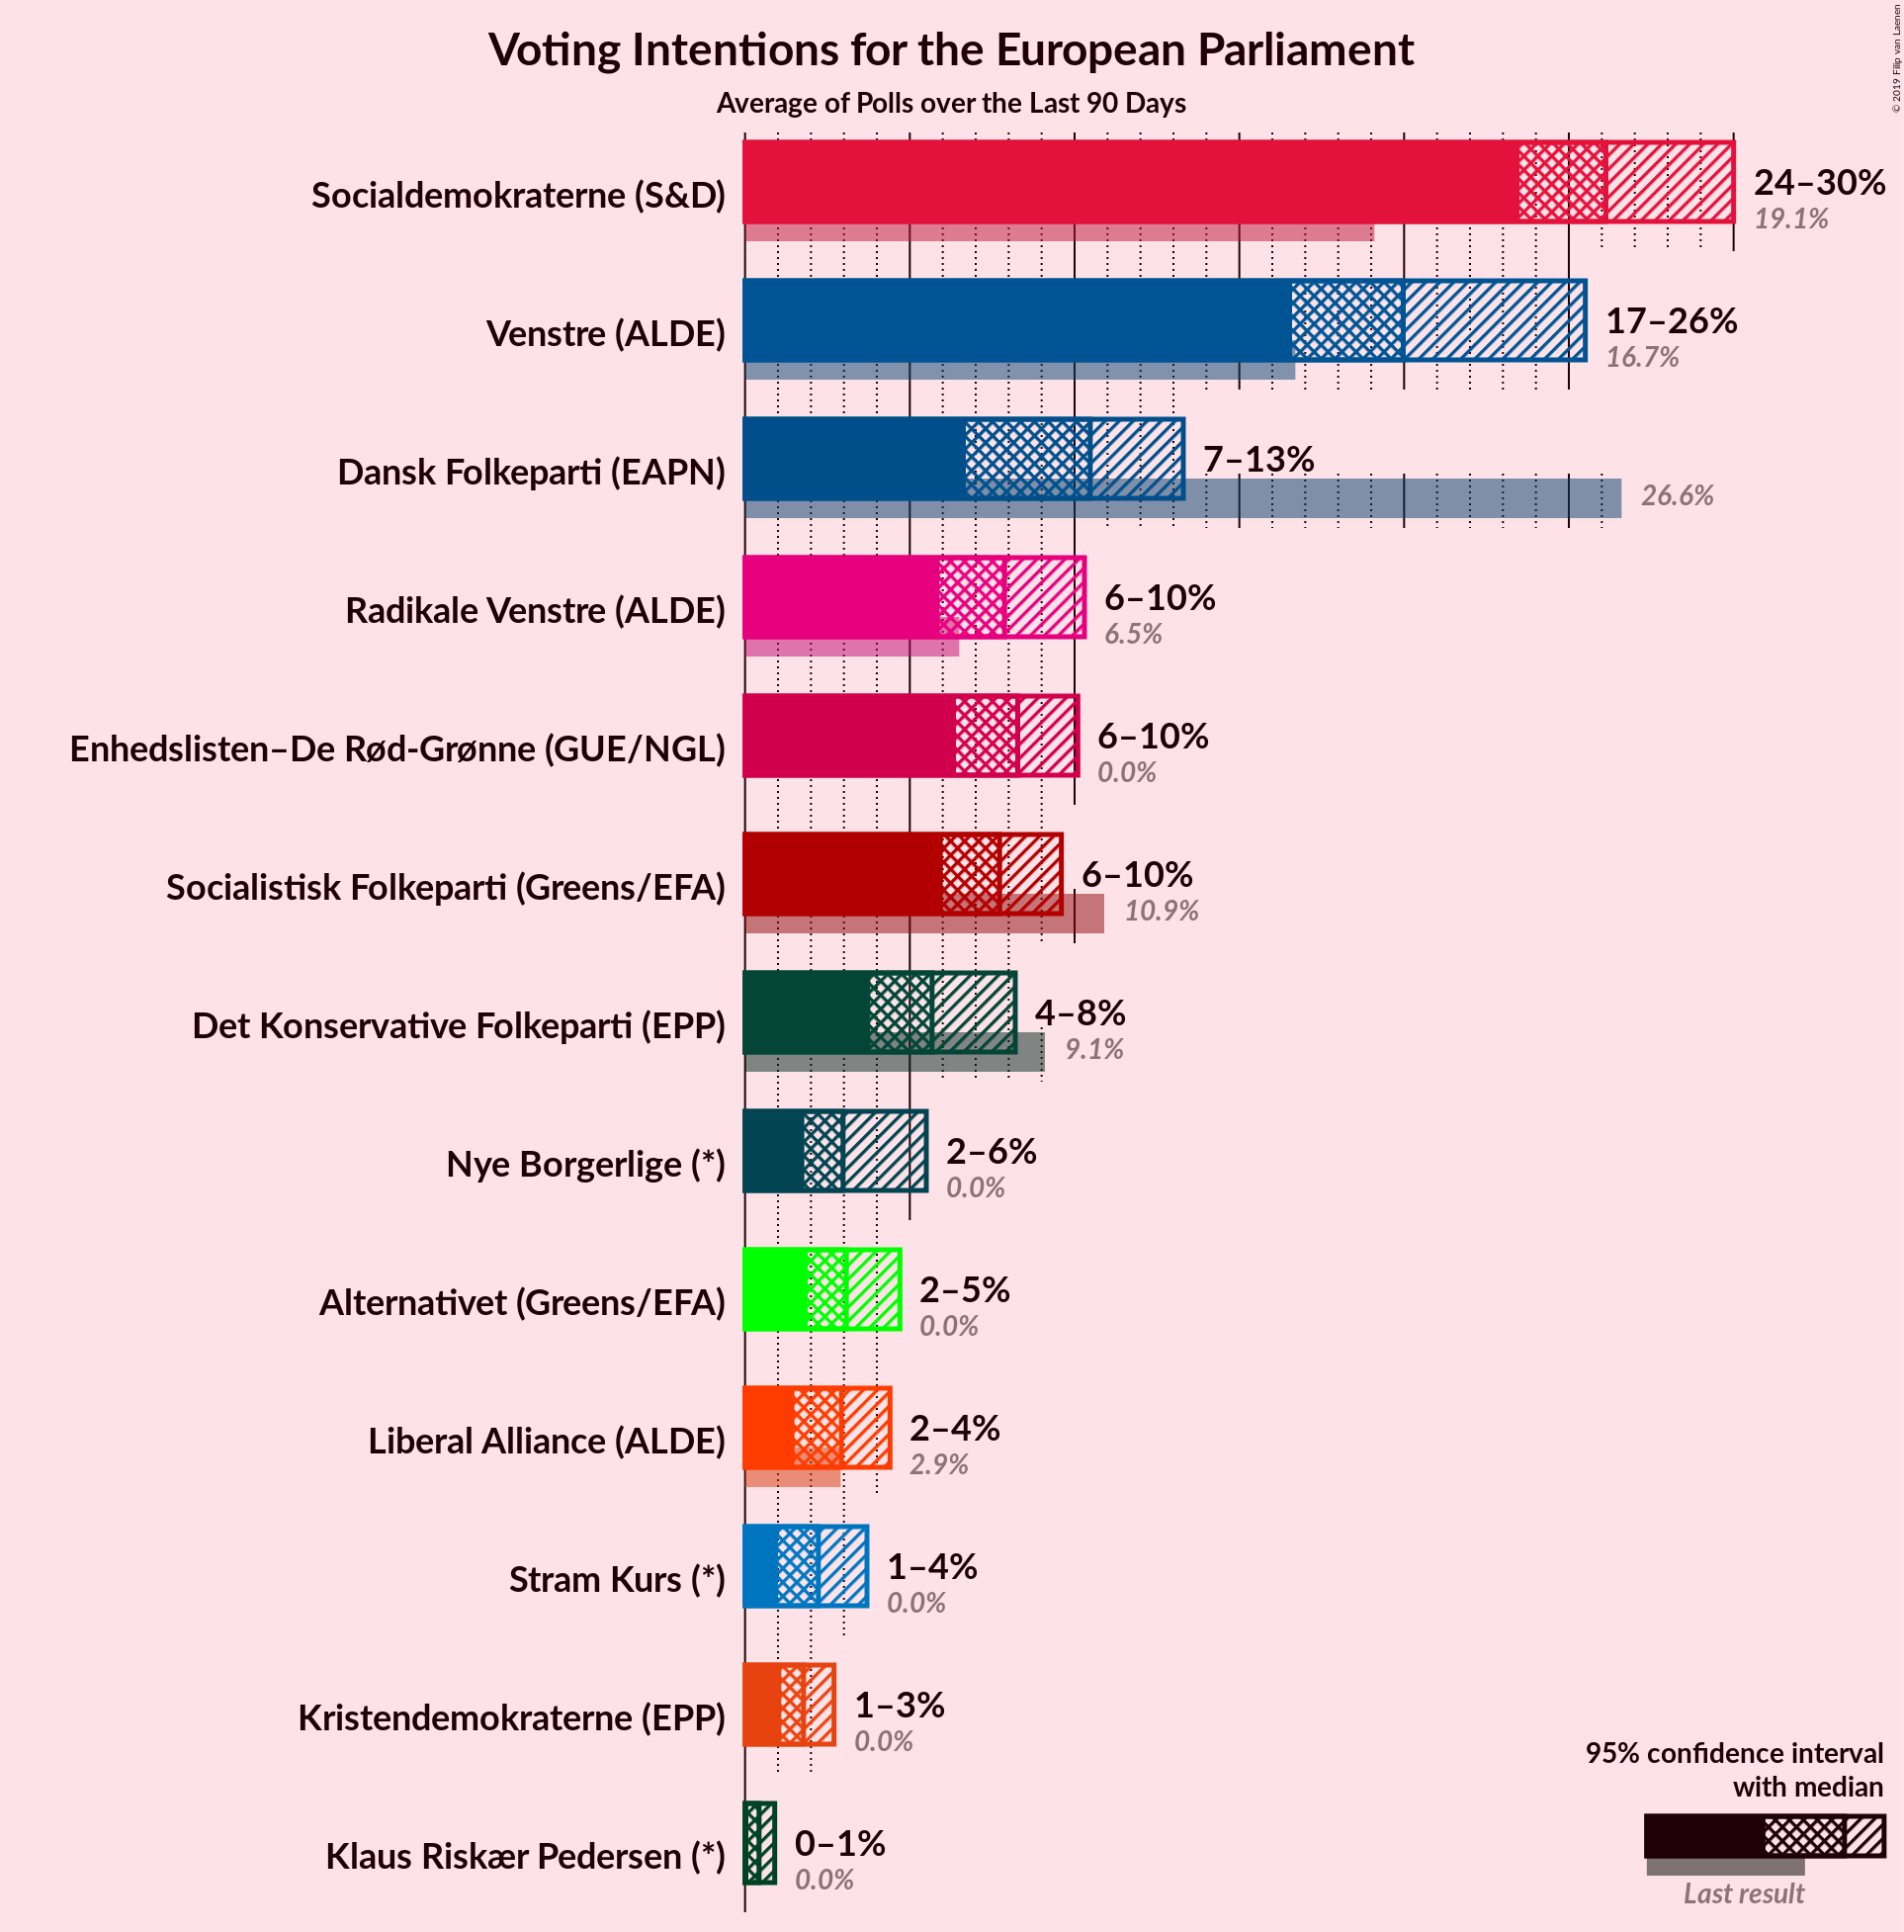 © 2019 Filip van Laenen
Voting Intentions for the European Parliament
Average of Polls over the Last 90 Days
Socialdemokraterne (S&D)
24–30%
19.1%
Venstre (ALDE)
17–26%
16.7%
Dansk Folkeparti (EAPN)
7–13%
26.6%
Radikale Venstre (ALDE)
6–10%
6.5%
Enhedslisten–De Rød-Grønne (GUE/NGL)
6–10%
0.0%
Socialistisk Folkeparti (Greens/EFA)
6–10%
10.9%
Det Konservative Folkeparti (EPP)
4–8%
9.1%
Nye Borgerlige (*)
2–6%
0.0%
Alternativet (Greens/EFA)
2–5%
0.0%
Liberal Alliance (ALDE)
2–4%
2.9%
Stram Kurs (*)
1–4%
0.0%
Kristendemokraterne (EPP)
1–3%
0.0%
Klaus Riskær Pedersen (*)
0–1%
0.0%
95% confidence interval
with median
Last result